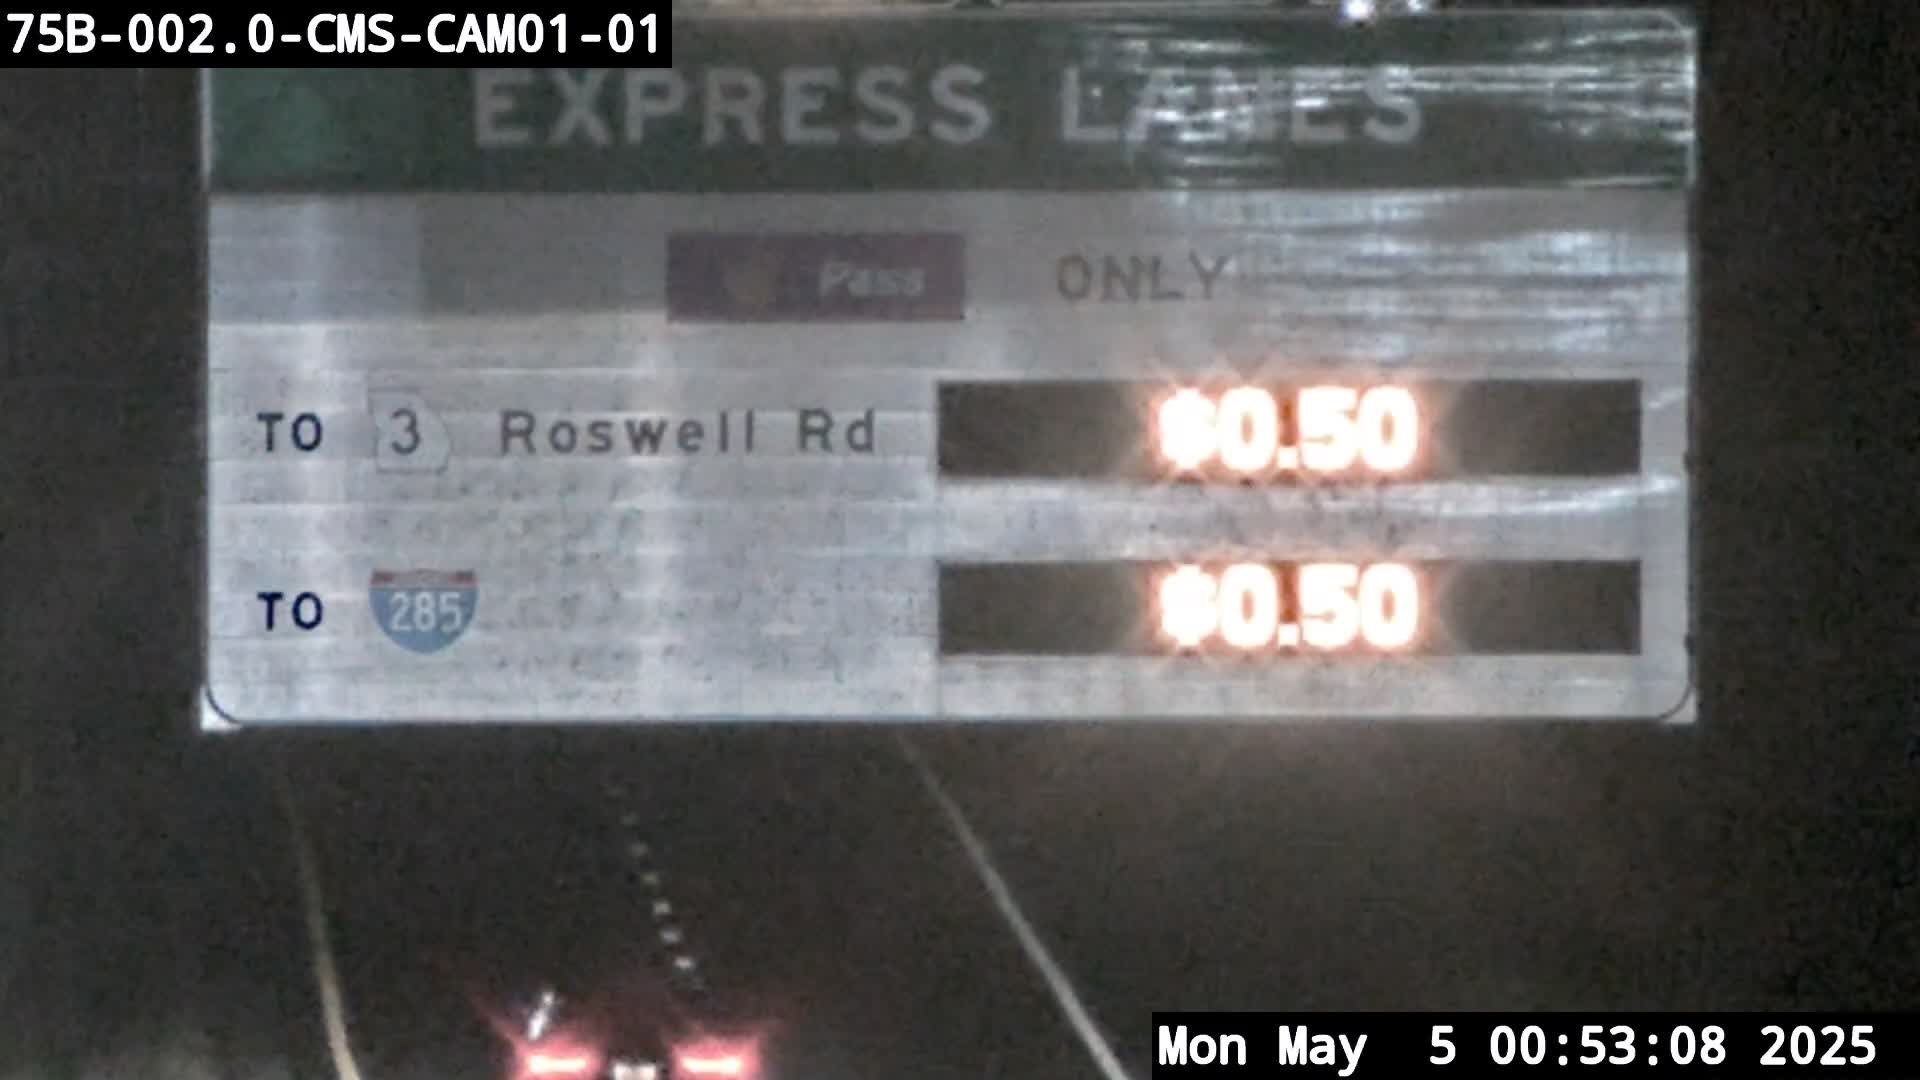 75B-002.0-CMS-CAM01-01
EXPRESS LANES
Pass ONLY
TO 3 Roswell Rd $0.50
TO 285 $0.50
Mon May 5 00:53:08 2025